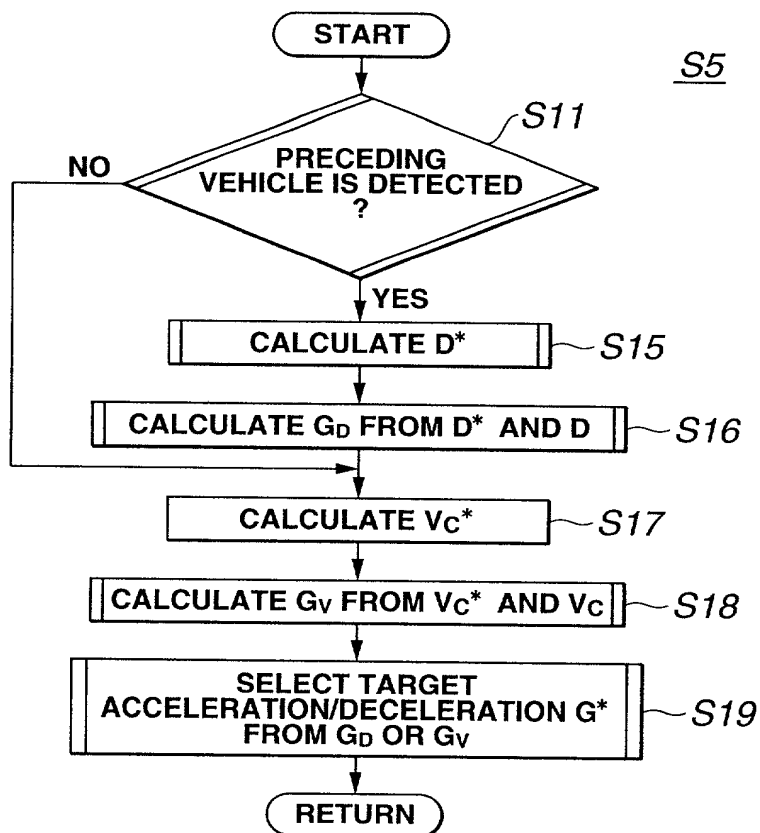 START
S5
S11
NO
PRECEDING
VEHICLE IS DETECTED
?
YES
CALCULATE D*
S15
CALCULATE GD FROM D* AND D
S16
CALCULATE VC*
S17
CALCULATE GV FROM VC* AND VC
S18
SELECT TARGET
ACCELERATION/DECELERATION G*
FROM GD OR GV
S19
RETURN